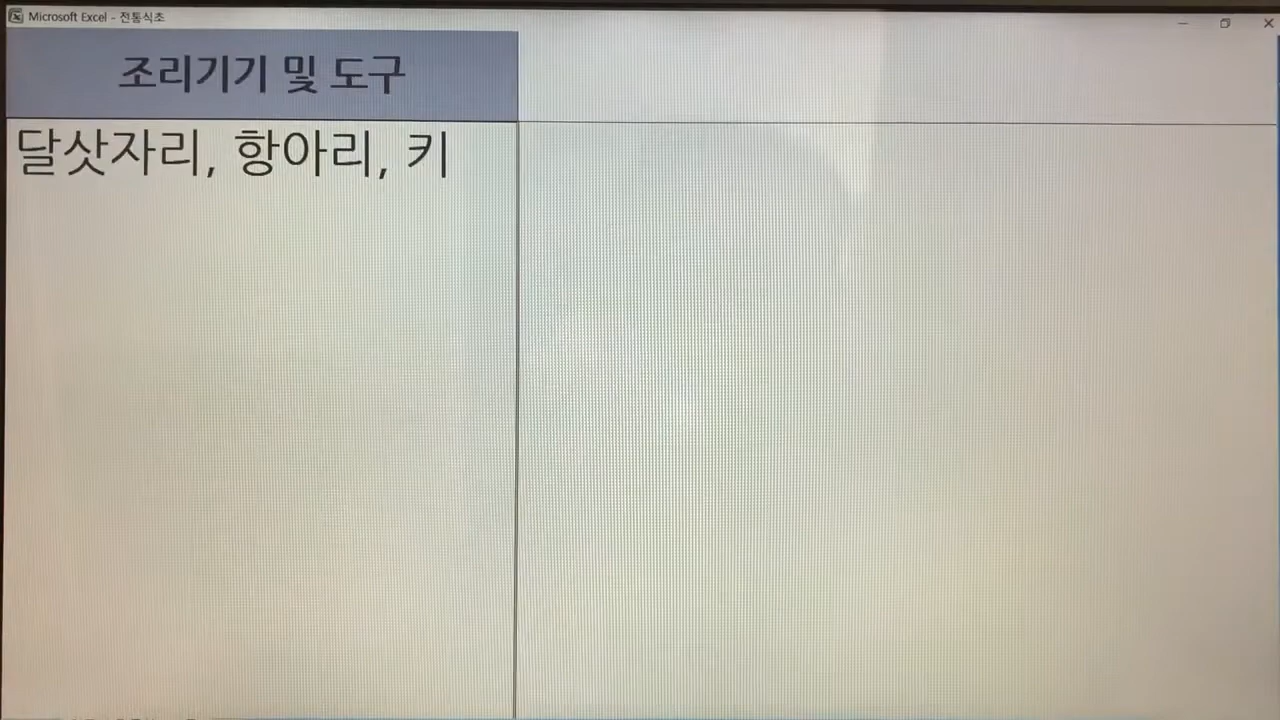 Microsoft Excel - 전통식초
조리기기 및 도구
달삿자리, 항아리, 키